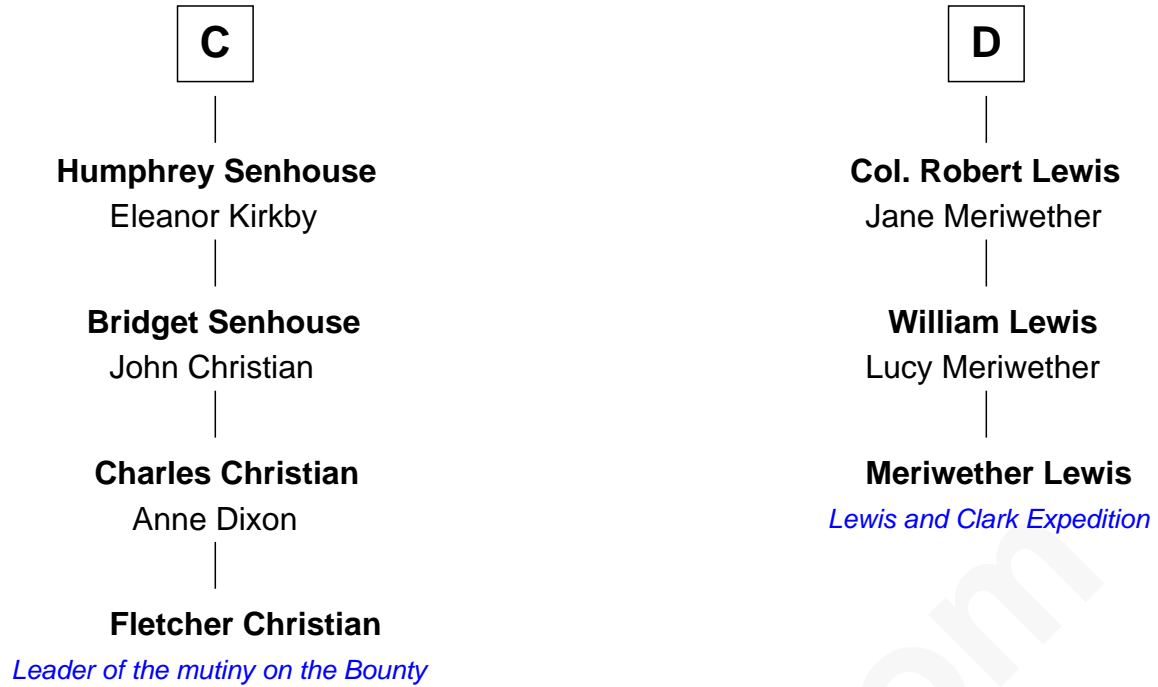 C
Humphrey Senhouse
Eleanor Kirkby
Bridget Senhouse
John Christian
Charles Christian
Anne Dixon
Fletcher Christian
Leader of the mutiny on the Bounty
D
Col. Robert Lewis
Jane Meriwether
William Lewis
Lucy Meriwether
Meriwether Lewis
Lewis and Clark Expedition
om